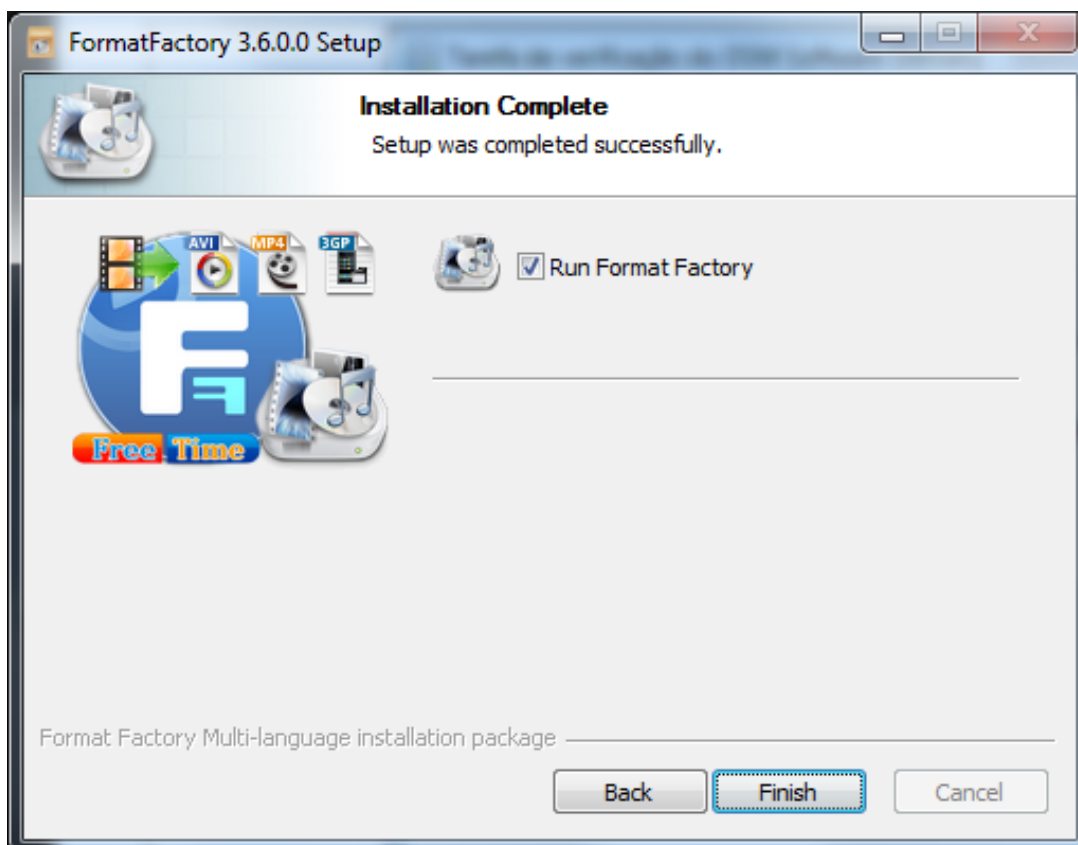 FormatFactory 3.6.0.0 Setup
Installation Complete
Setup was completed successfully.
AVI
MP4
3GP
Run Format Factory
FF
Free Time
Format Factory Multi-language installation package
Back
Finish
Cancel